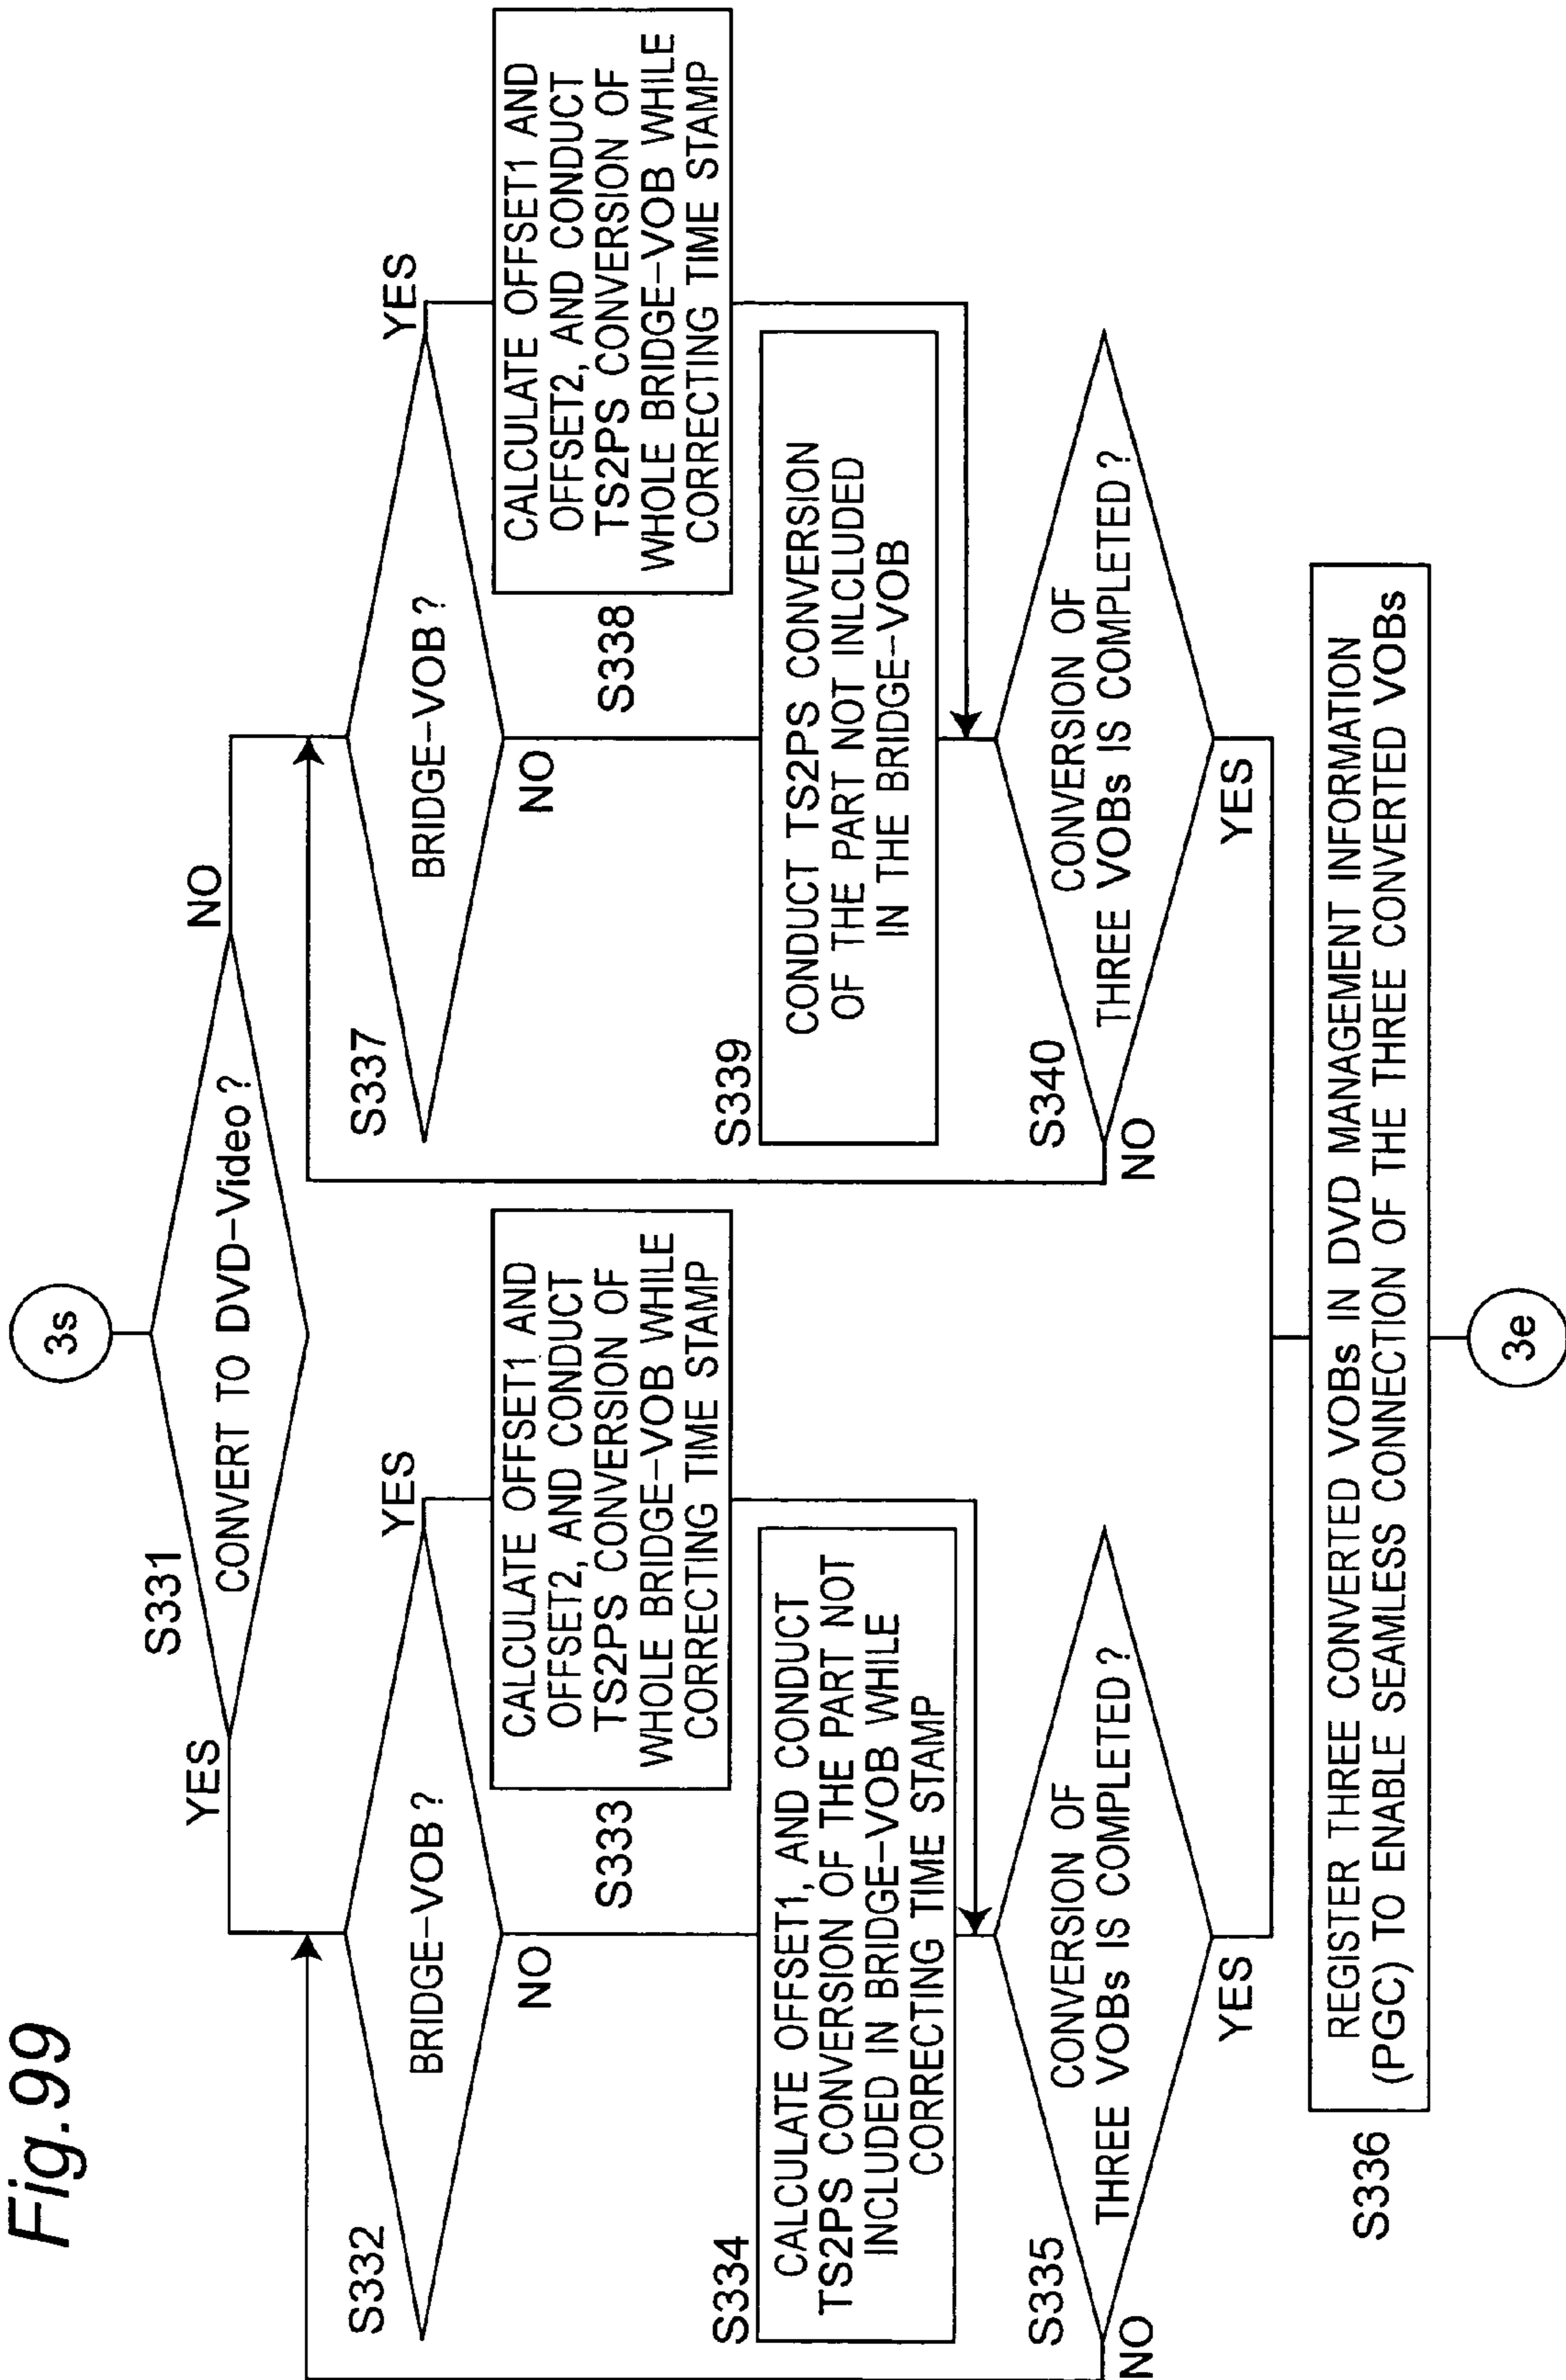 Fig.99
3s
S331
CONVERT TO DVD-Video?
YES
NO
S332
BRIDGE-VOB?
YES
NO
S333
CALCULATE OFFSET1 AND
OFFSET2, AND CONDUCT
TS2PS CONVERSION OF
WHOLE BRIDGE-VOB WHILE
CORRECTING TIME STAMP
S334
CALCULATE OFFSET1, AND CONDUCT
TS2PS CONVERSION OF THE PART NOT
INCLUDED IN BRIDGE-VOB WHILE
CORRECTING TIME STAMP
S335
CONVERSION OF
THREE VOBs IS COMPLETED?
NO
YES
S337
BRIDGE-VOB?
YES
NO
S338
CALCULATE OFFSET1 AND
OFFSET2, AND CONDUCT
TS2PS CONVERSION OF
WHOLE BRIDGE-VOB WHILE
CORRECTING TIME STAMP
S339
CONDUCT TS2PS CONVERSION
OF THE PART NOT INLCLUDED
IN THE BRIDGE-VOB
S340
CONVERSION OF
THREE VOBs IS COMPLETED?
NO
YES
S336
REGISTER THREE CONVERTED VOBs IN DVD MANAGEMENT INFORMATION
(PGC) TO ENABLE SEAMLESS CONNECTION OF THE THREE CONVERTED VOBs
3e